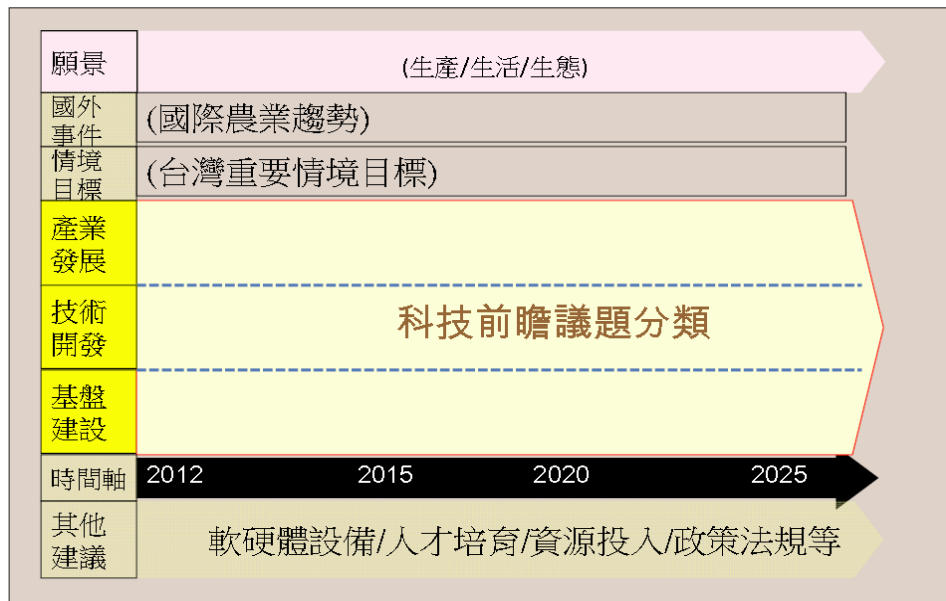 願景
(生產/生活/生態)
國外
事件
(國際農業趨勢)
情境
目標
(台灣重要情境目標)
產業
發展
技術
開發
科技前瞻議題分類
基盤
建設
時間軸
2012 2015 2020 2025
其他
建議
軟硬體設備/人才培育/資源投入/政策法規等